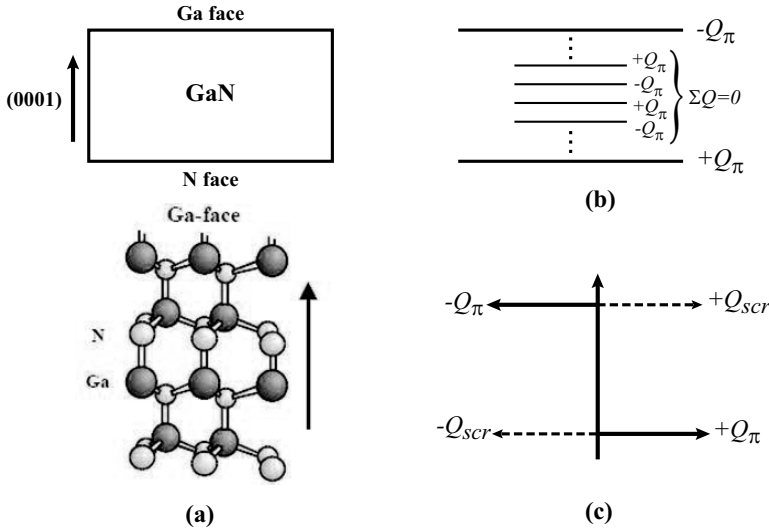 Ga face
(0001)
GaN
N face
Ga-face
N
Ga
(a)
-Qπ
+Qπ
-Qπ
+Qπ
-Qπ
ΣQ=0
+Qπ
(b)
-Qπ
+Qscr
-Qscr
+Qπ
(c)